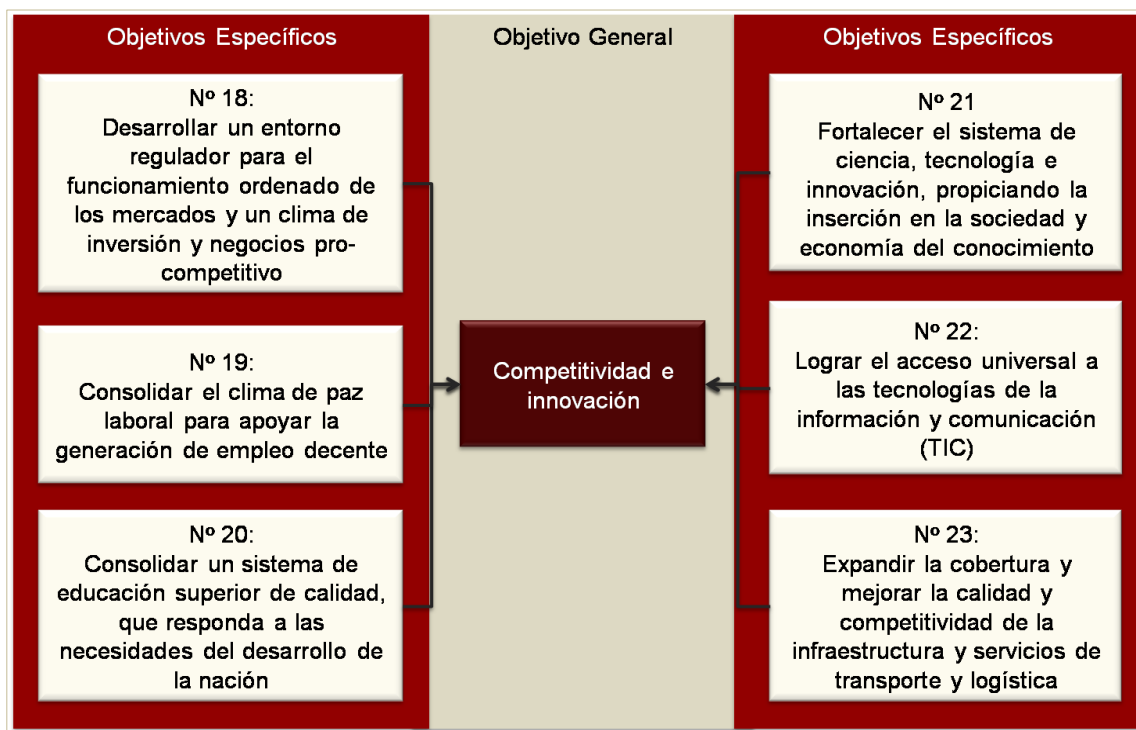 Objetivos Específicos
Nº 18:
Desarrollar un entorno
regulador para el
funcionamiento ordenado de
los mercados y un clima de
inversión y negocios pro-
competitivo
Nº 19:
Consolidar el clima de paz
laboral para apoyar la
generación de empleo decente
Nº 20:
Consolidar un sistema de
educación superior de calidad,
que responda a las
necesidades del desarrollo de
la nación
Objetivo General
Competitividad e
innovación
Objetivos Específicos
Nº 21
Fortalecer el sistema de
ciencia, tecnología e
innovación, propiciando la
inserción en la sociedad y
economía del conocimiento
Nº 22:
Lograr el acceso universal a
las tecnologías de la
información y comunicación
(TIC)
Nº 23:
Expandir la cobertura y
mejorar la calidad y
competitividad de la
infraestructura y servicios de
transporte y logística